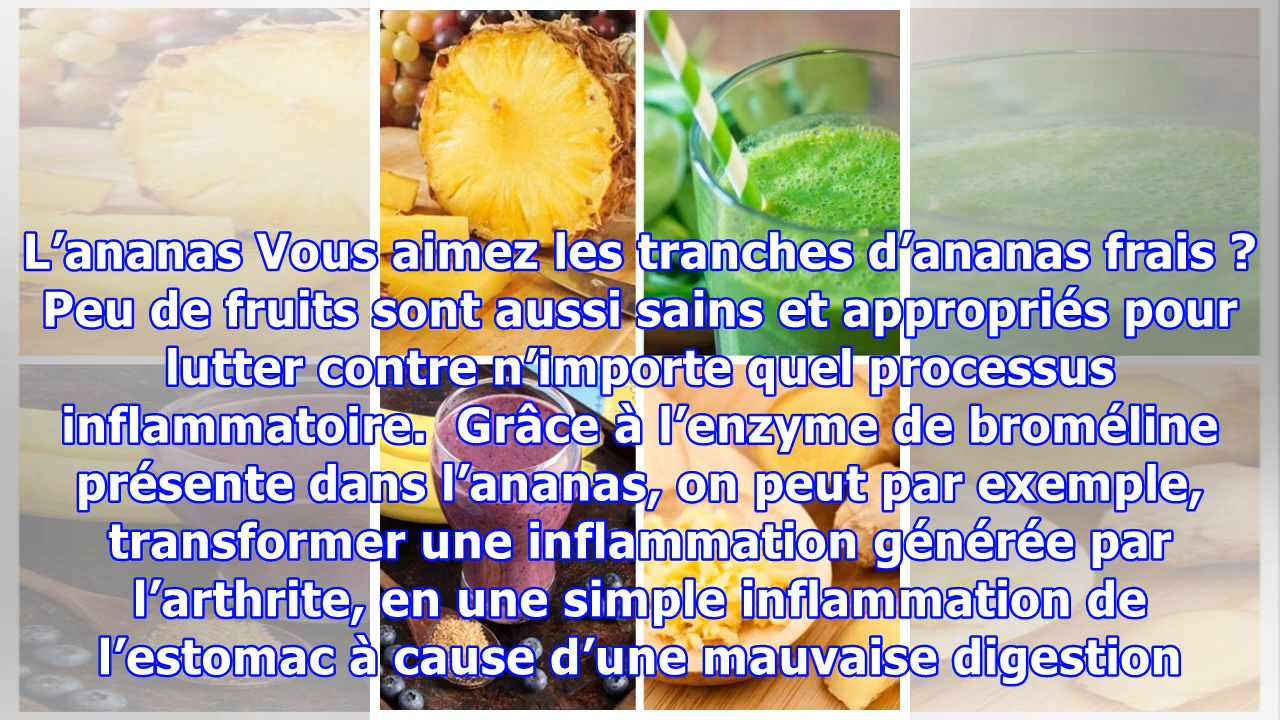 L’ananas Vous aimez les tranches d’ananas frais ?
Peu de fruits sont aussi sains et appropriés pour
lutter contre n’importe quel processus
inflammatoire.  Grâce à l’enzyme de broméline
présente dans l’ananas, on peut par exemple,
transformer une inflammation générée par
l’arthrite, en une simple inflammation de
l’estomac à cause d’une mauvaise digestion